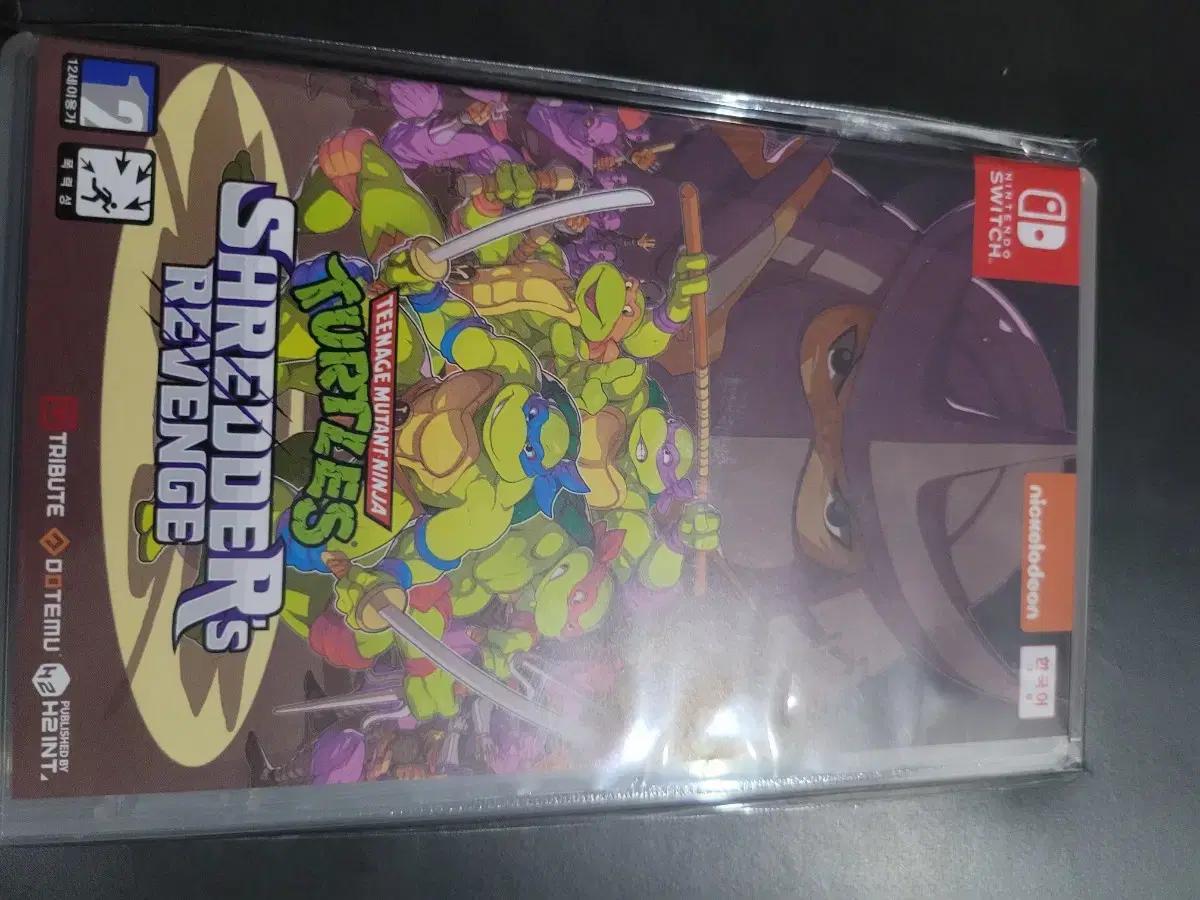 NINTENDO
SWITCH™
nickelodeon
한국어
TEENAGE MUTANT NINJA
TURTLES
SHREDDER'S
REVENGE
12
12세이용가
폭력성
TRIBUTE
DOTEMU
PUBLISHED BY
H2 INT.